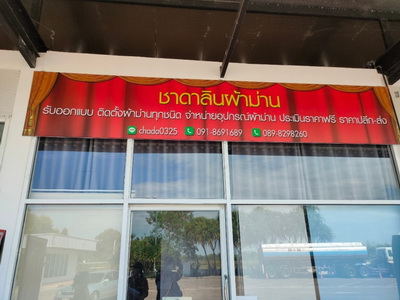 ชาดาลินผ้าม่าน
รับออกแบบ ติดตั้งผ้าม่านทุกชนิด จำหน่ายอุปกรณ์ผ้าม่าน ประเมินราคาฟรี ราคาปลีก-ส่ง
chada0325 091-8691689 089-8298260